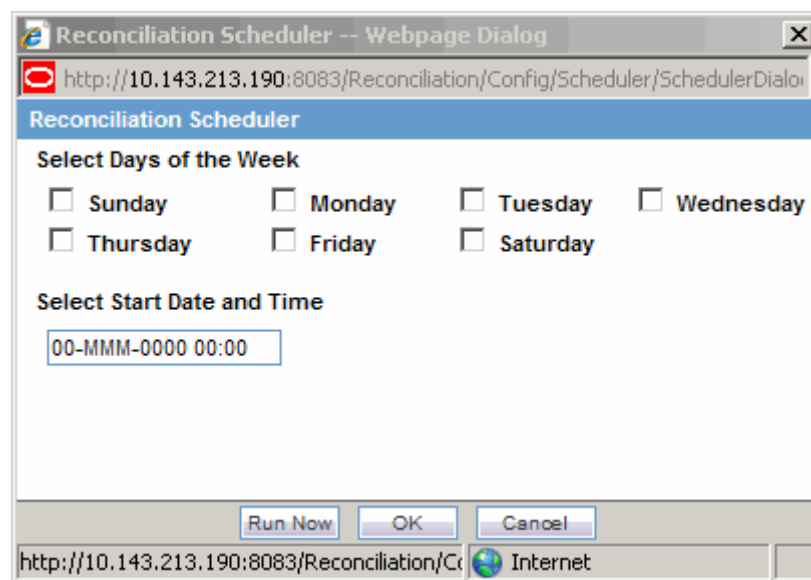 Reconciliation Scheduler -- Webpage Dialog
http://10.143.213.190:8083/Reconciliation/Config/Scheduler/SchedulerDialo
Reconciliation Scheduler
Select Days of the Week
Sunday Monday Tuesday Wednesday
Thursday Friday Saturday
Select Start Date and Time
00-MMM-0000 00:00
Run Now OK Cancel
http://10.143.213.190:8083/Reconciliation/Co Internet